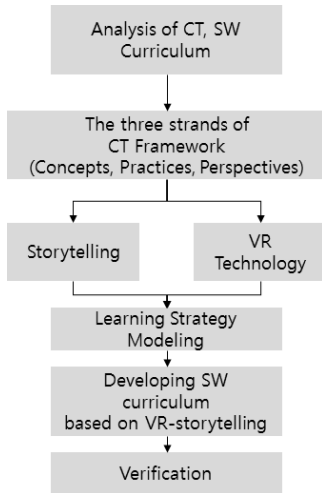 Analysis of CT, SW
Curriculum
The three strands of
CT Framework
(Concepts, Practices, Perspectives)
Storytelling
VR
Technology
Learning Strategy
Modeling
Developing SW
curriculum
based on VR-storytelling
Verification